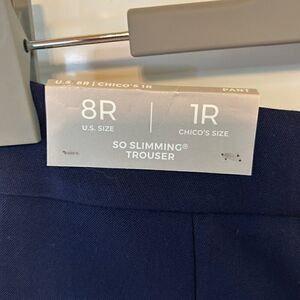 U.S. 8R | CHICO'S 1R PANT
8R | 1R
U.S. SIZE CHICO'S SIZE
SO SLIMMING®
TROUSER